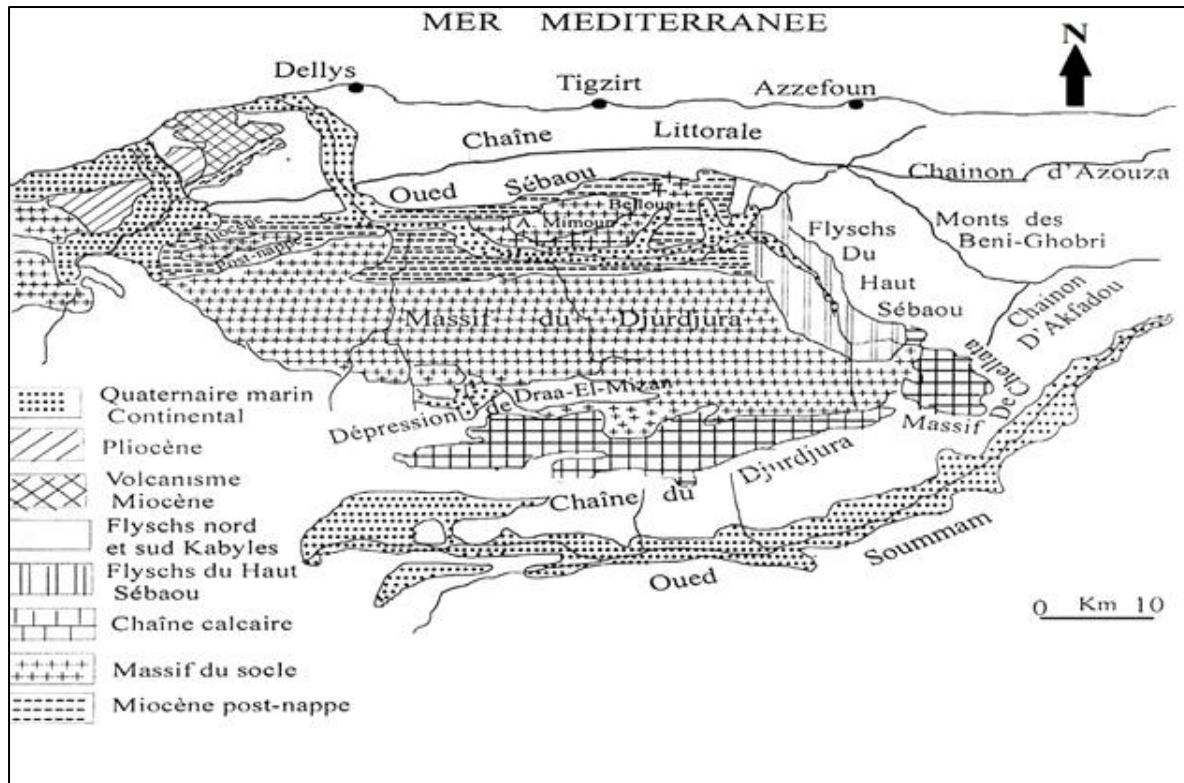 MER MEDITERRANEE
N
Dellys
Tigzirt
Azzefoun
Chaîne Littorale
Chainon d'Azouza
Oued Sébaou
Belloua
A. Mimoun
Miocène
Post-nappe
Flyschs
Du
Haut
Sébaou
Monts des
Beni-Ghobri
Chainon
D'Akfadou
Massif du Djurdjura
Massif
De Chellata
Dépression de Draa-El-Mizan
Chaîne du Djurdjura
Oued Soummam
Quaternaire marin
Continental
Pliocène
Volcanisme
Miocène
Flyschs nord
et sud Kabyles
Flyschs du Haut
Sébaou
Chaîne calcaire
Massif du socle
Miocène post-nappe
0 Km 10